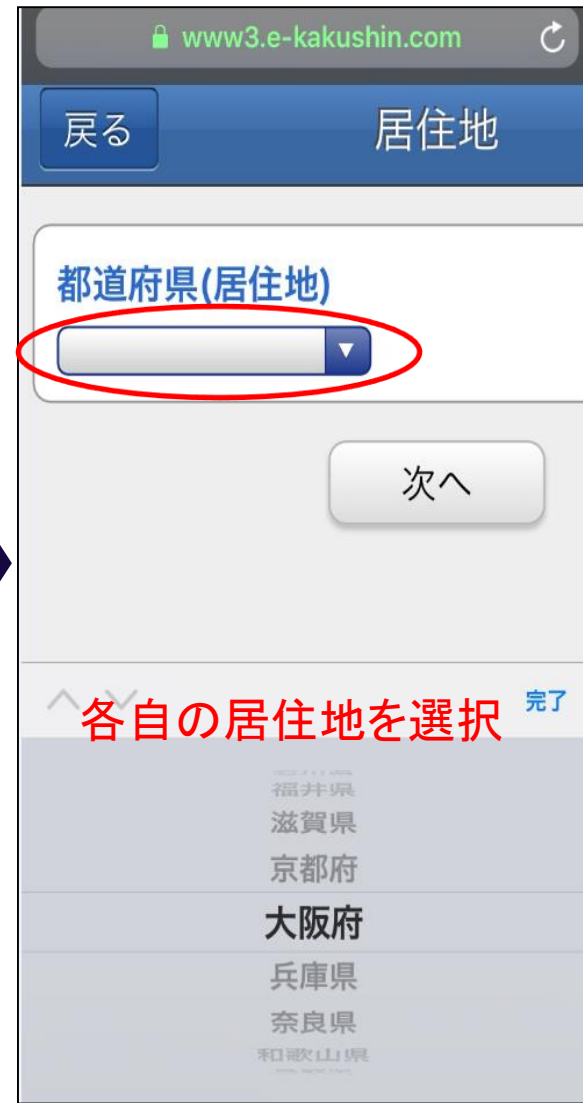 www3.e-kakushin.com
戻る
居住地
都道府県(居住地)
次へ
各自の居住地を選択
完了
福井県
滋賀県
京都府
大阪府
兵庫県
奈良県
和歌山県